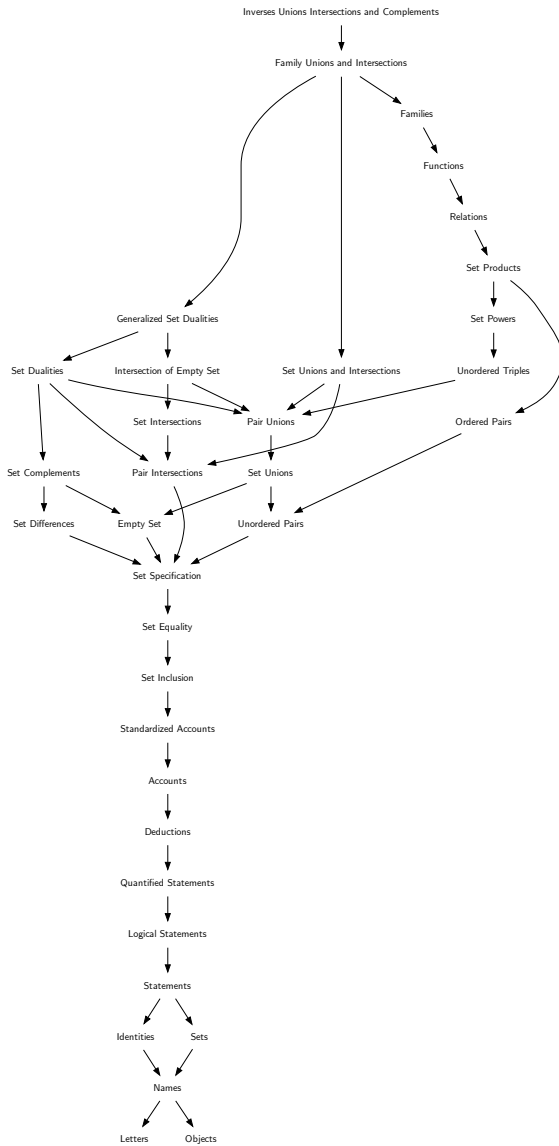 Inverses Unions Intersections and Complements
Family Unions and Intersections
Families
Functions
Relations
Set Products
Generalized Set Dualities
Set Powers
Set Dualities
Intersection of Empty Set
Set Unions and Intersections
Unordered Triples
Set Intersections
Pair Unions
Ordered Pairs
Set Complements
Pair Intersections
Set Unions
Set Differences
Empty Set
Unordered Pairs
Set Specification
Set Equality
Set Inclusion
Standardized Accounts
Accounts
Deductions
Quantified Statements
Logical Statements
Statements
Identities
Sets
Names
Letters
Objects